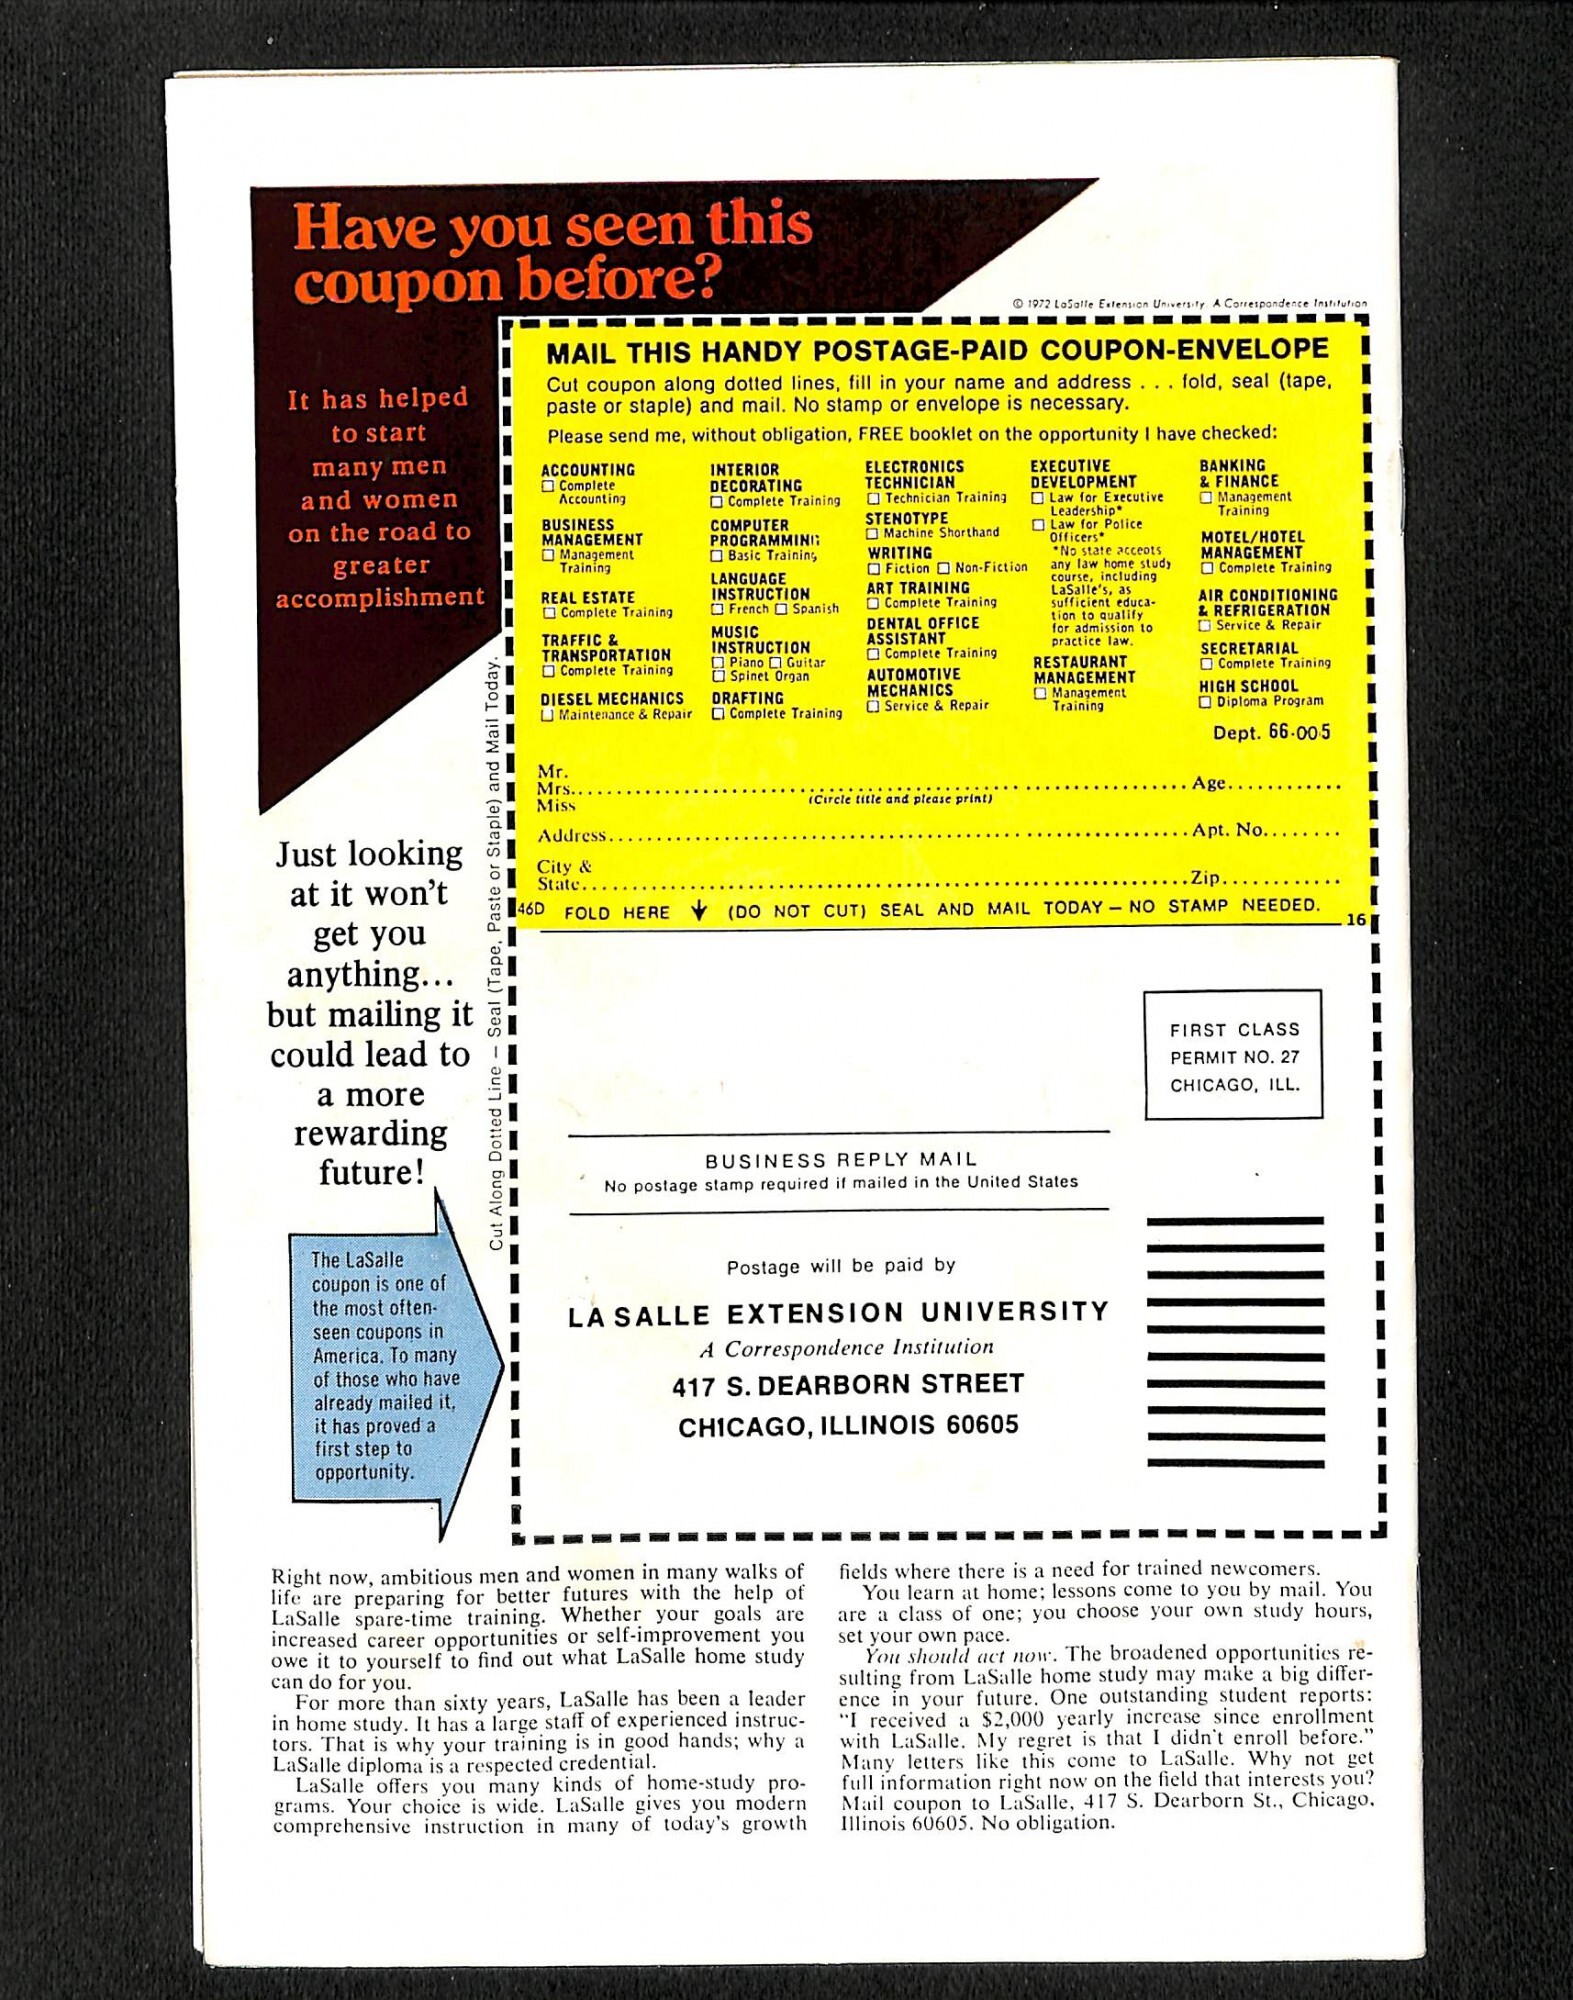 Have you seen this
coupon before?
© 1972 LaSalle Extension University. A Correspondence Institution
It has helped
to start
many men
and women
on the road to
greater
accomplishment
MAIL THIS HANDY POSTAGE-PAID COUPON-ENVELOPE
Cut coupon along dotted lines, fill in your name and address . . . fold, seal (tape,
paste or staple) and mail. No stamp or envelope is necessary.
Please send me, without obligation, FREE booklet on the opportunity I have checked:
ACCOUNTING
☐ Complete
Accounting
BUSINESS
MANAGEMENT
☐ Management
Training
REAL ESTATE
☐ Complete Training
TRAFFIC &
TRANSPORTATION
☐ Complete Training
DIESEL MECHANICS
☐ Maintenance & Repair
INTERIOR
DECORATING
☐ Complete Training
COMPUTER
PROGRAMMING
☐ Basic Training
LANGUAGE
INSTRUCTION
☐ French ☐ Spanish
MUSIC
INSTRUCTION
☐ Piano ☐ Guitar
☐ Spinet Organ
DRAFTING
☐ Complete Training
ELECTRONICS
TECHNICIAN
☐ Technician Training
STENOTYPE
☐ Machine Shorthand
WRITING
☐ Fiction ☐ Non-Fiction
ART TRAINING
☐ Complete Training
DENTAL OFFICE
ASSISTANT
☐ Complete Training
AUTOMOTIVE
MECHANICS
☐ Service & Repair
EXECUTIVE
DEVELOPMENT
☐ Law for Executive
Leadership*
☐ Law for Police
Officers*
*No state accepts
any law home study
course, including
LaSalle's, as
sufficient educa-
tion to qualify
for admission to
practice law.
RESTAURANT
MANAGEMENT
☐ Management
Training
BANKING
& FINANCE
☐ Management
Training
MOTEL/HOTEL
MANAGEMENT
☐ Complete Training
AIR CONDITIONING
& REFRIGERATION
☐ Service & Repair
SECRETARIAL
☐ Complete Training
HIGH SCHOOL
☐ Diploma Program
Dept. 66-005
Mr.
Mrs. Age
Miss
(Circle title and please print)
Address Apt. No.
City &
State Zip
46D FOLD HERE ↓ (DO NOT CUT) SEAL AND MAIL TODAY — NO STAMP NEEDED.
16
Cut Along Dotted Line — Seal (Tape, Paste or Staple) and Mail Today.
Just looking
at it won't
get you
anything...
but mailing it
could lead to
a more
rewarding
future!
The LaSalle
coupon is one of
the most often-
seen coupons in
America. To many
of those who have
already mailed it,
it has proved a
first step to
opportunity.
FIRST CLASS
PERMIT NO. 27
CHICAGO, ILL.
BUSINESS REPLY MAIL
No postage stamp required if mailed in the United States
Postage will be paid by
LA SALLE EXTENSION UNIVERSITY
A Correspondence Institution
417 S. DEARBORN STREET
CHICAGO, ILLINOIS 60605
Right now, ambitious men and women in many walks of
life are preparing for better futures with the help of
LaSalle spare-time training. Whether your goals are
increased career opportunities or self-improvement you
owe it to yourself to find out what LaSalle home study
can do for you.
For more than sixty years, LaSalle has been a leader
in home study. It has a large staff of experienced instruc-
tors. That is why your training is in good hands; why a
LaSalle diploma is a respected credential.
LaSalle offers you many kinds of home-study pro-
grams. Your choice is wide. LaSalle gives you modern
comprehensive instruction in many of today's growth
fields where there is a need for trained newcomers.
You learn at home; lessons come to you by mail. You
are a class of one; you choose your own study hours,
set your own pace.
You should act now. The broadened opportunities re-
sulting from LaSalle home study may make a big differ-
ence in your future. One outstanding student reports:
"I received a $2,000 yearly increase since enrollment
with LaSalle. My regret is that I didn't enroll before."
Many letters like this come to LaSalle. Why not get
full information right now on the field that interests you?
Mail coupon to LaSalle, 417 S. Dearborn St., Chicago,
Illinois 60605. No obligation.